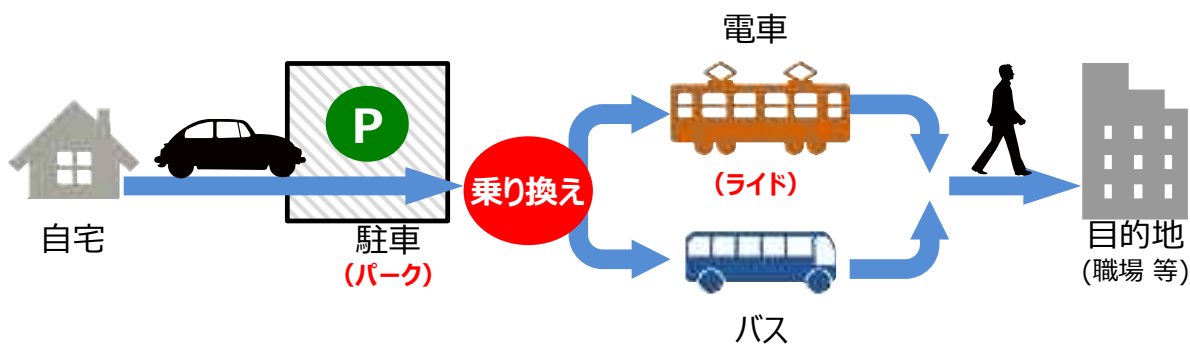 電車
P
乗り換え
（ライド）
自宅
駐車
（パーク）
目的地
(職場 等)
バス